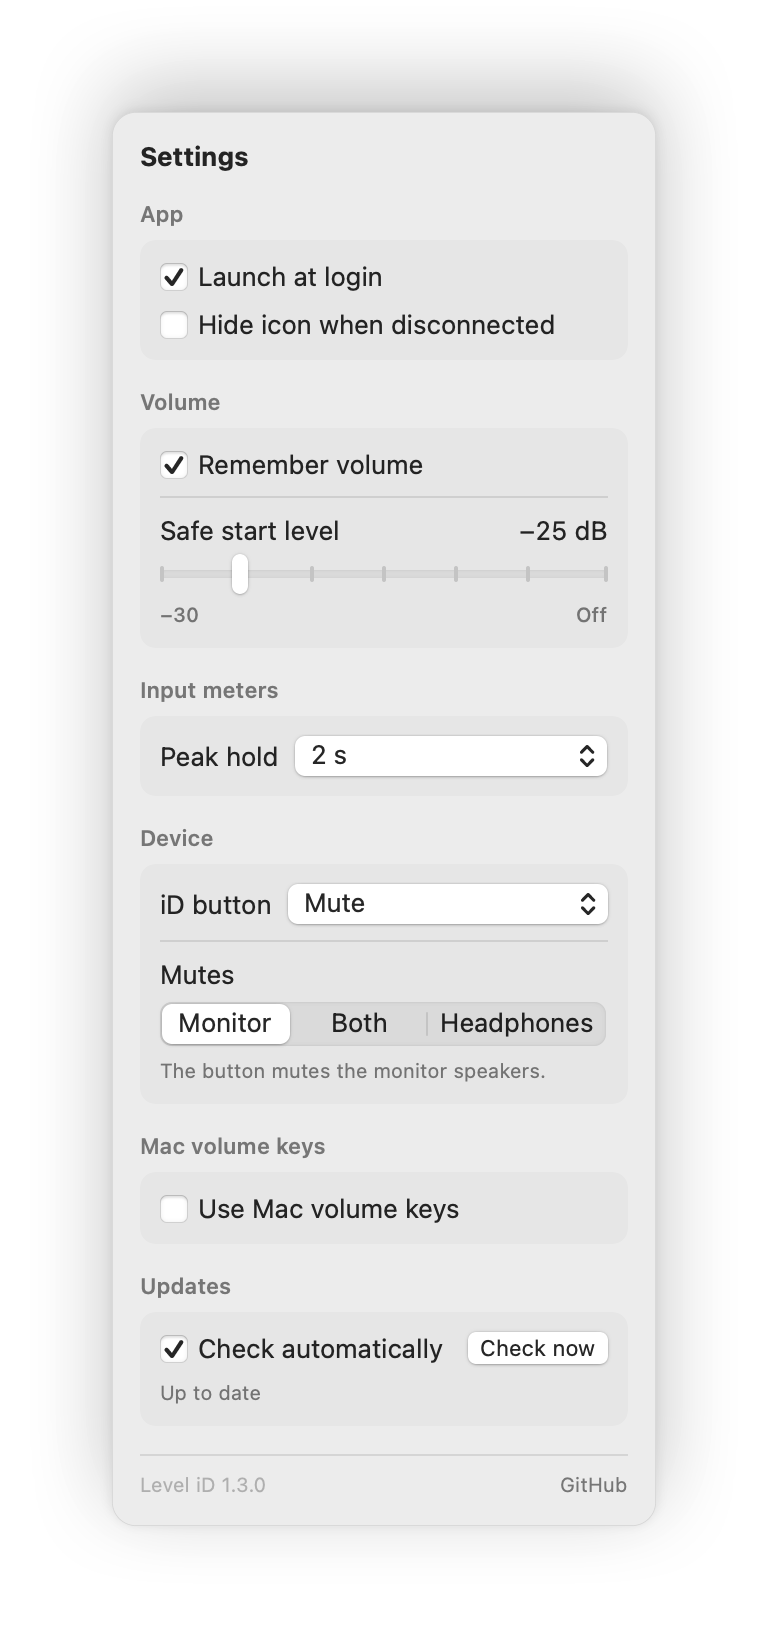 Settings
App
Launch at login
Hide icon when disconnected
Volume
Remember volume
Safe start level –25 dB
–30 Off
Input meters
Peak hold 2 s
Device
iD button Mute
Mutes
Monitor Both Headphones
The button mutes the monitor speakers.
Mac volume keys
Use Mac volume keys
Updates
Check automatically Check now
Up to date
Level iD 1.3.0 GitHub